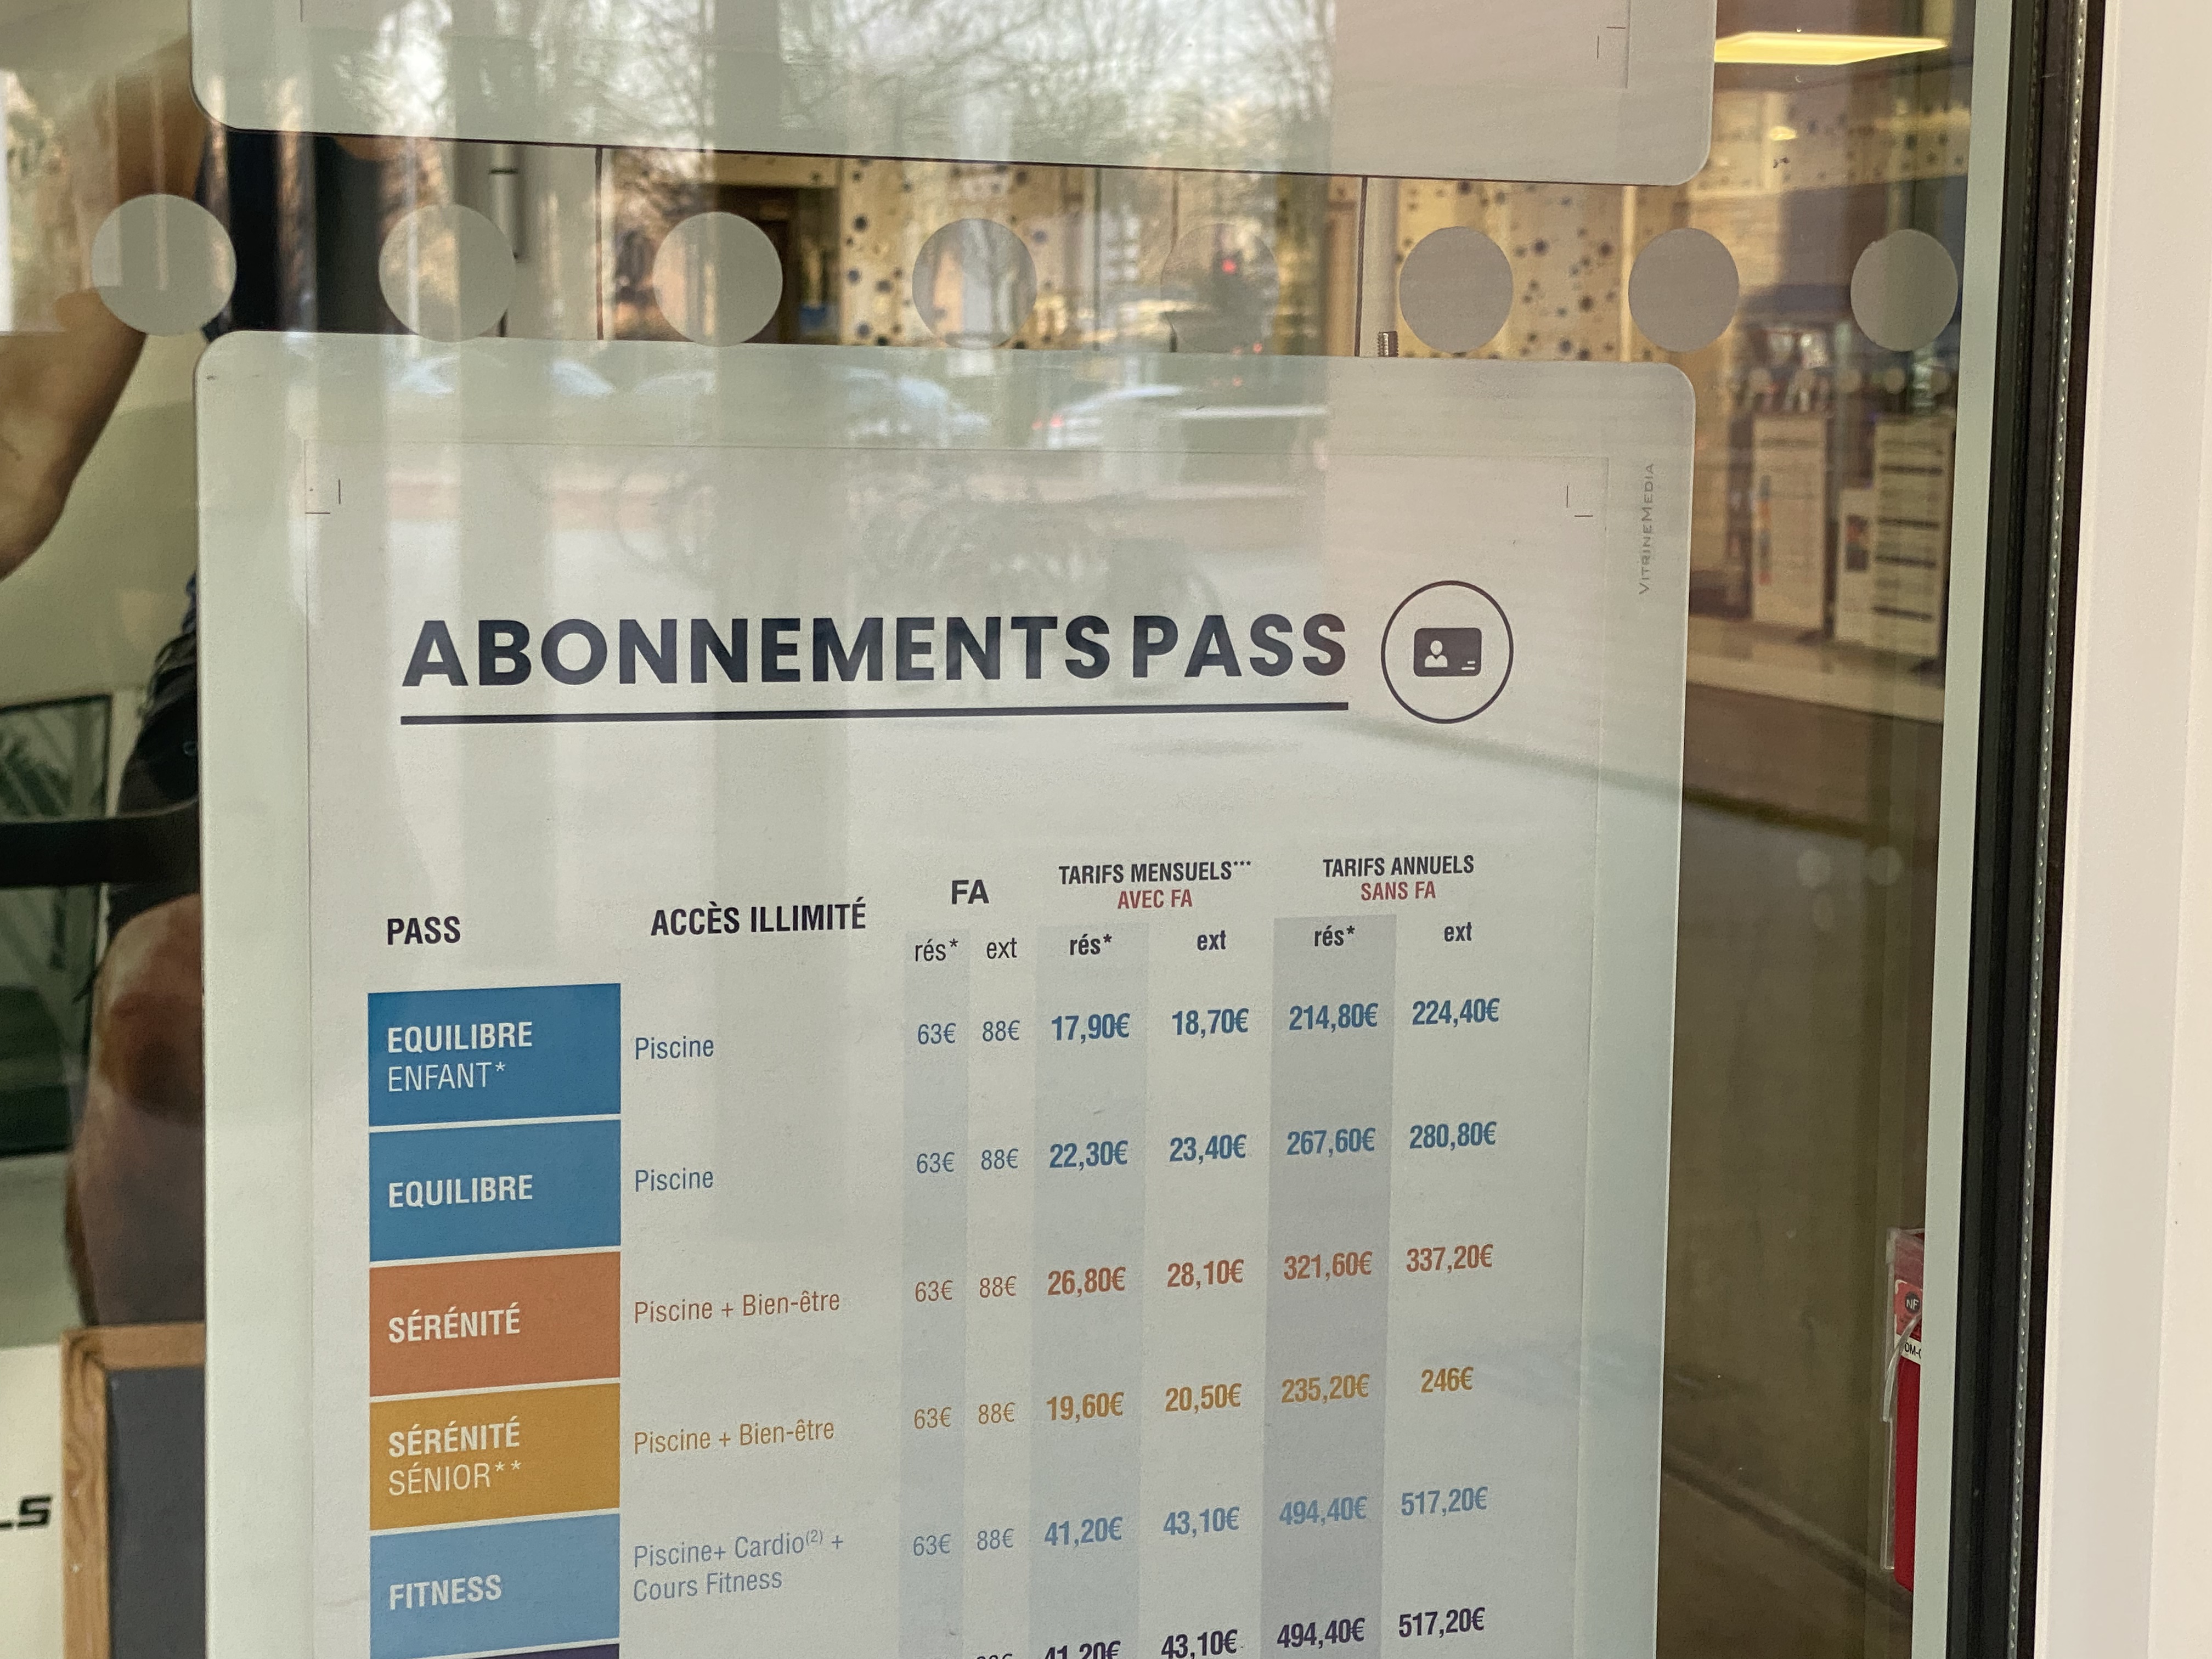 VITRINEMEDIA
ABONNEMENTS PASS
PASS ACCÈS ILLIMITÉ FA TARIFS MENSUELS*** TARIFS ANNUELS
AVEC FA SANS FA
rés* ext rés* ext rés* ext
EQUILIBRE
ENFANT* Piscine 63€ 88€ 17,90€ 18,70€ 214,80€ 224,40€
EQUILIBRE Piscine 63€ 88€ 22,30€ 23,40€ 267,60€ 280,80€
SÉRÉNITÉ Piscine + Bien-être 63€ 88€ 26,80€ 28,10€ 321,60€ 337,20€
SÉRÉNITÉ
SÉNIOR** Piscine + Bien-être 63€ 88€ 19,60€ 20,50€ 235,20€ 246€
FITNESS Piscine+ Cardio(2) +
Cours Fitness 63€ 88€ 41,20€ 43,10€ 494,40€ 517,20€
41,20€ 43,10€ 494,40€ 517,20€
NF
LS